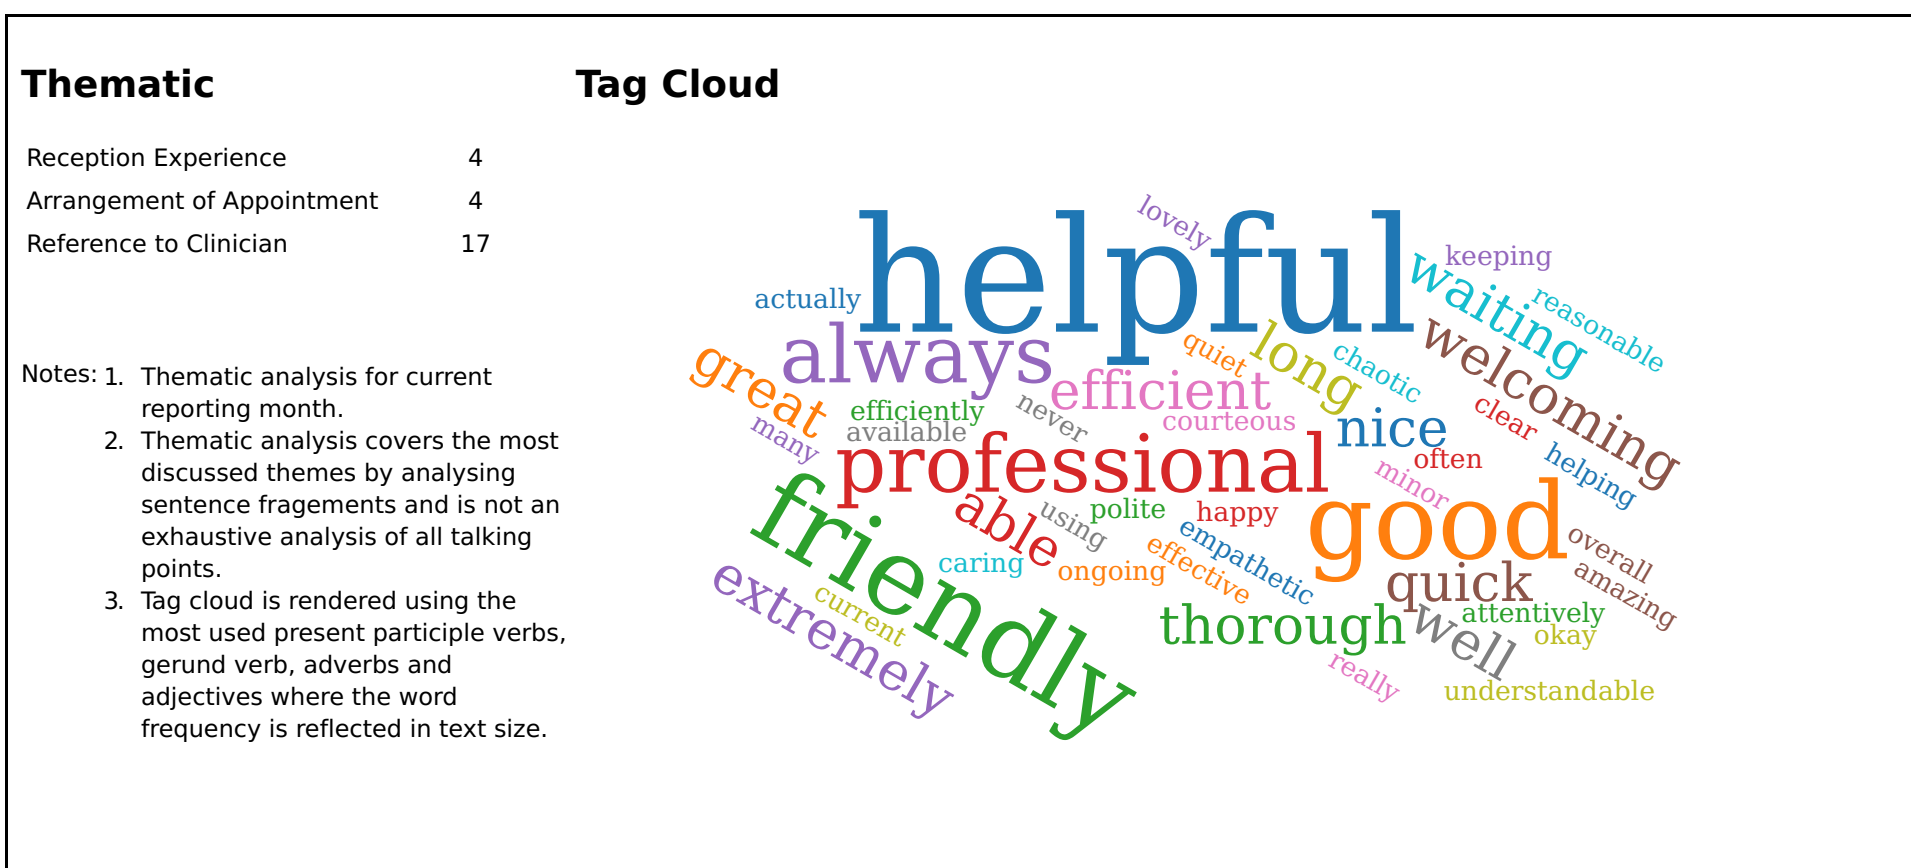 Thematic
Tag Cloud
Reception Experience 4
Arrangement of Appointment 4
Reference to Clinician 17
Notes: 1. Thematic analysis for current
reporting month.
2. Thematic analysis covers the most
discussed themes by analysing
sentence fragements and is not an
exhaustive analysis of all talking
points.
3. Tag cloud is rendered using the
most used present participle verbs,
gerund verb, adverbs and
adjectives where the word
frequency is reflected in text size.
lovely
helpful
keeping
waiting
actually
reasonable
always
quiet
long
chaotic
welcoming
great
efficient
efficiently
never
courteous
nice
clear
available
many
professional
often
minor
helping
friendly
able
using
polite
happy
empathetic
good
overall
caring
ongoing
effective
quick
amazing
extremely
current
thorough
well
attentively
okay
really
understandable